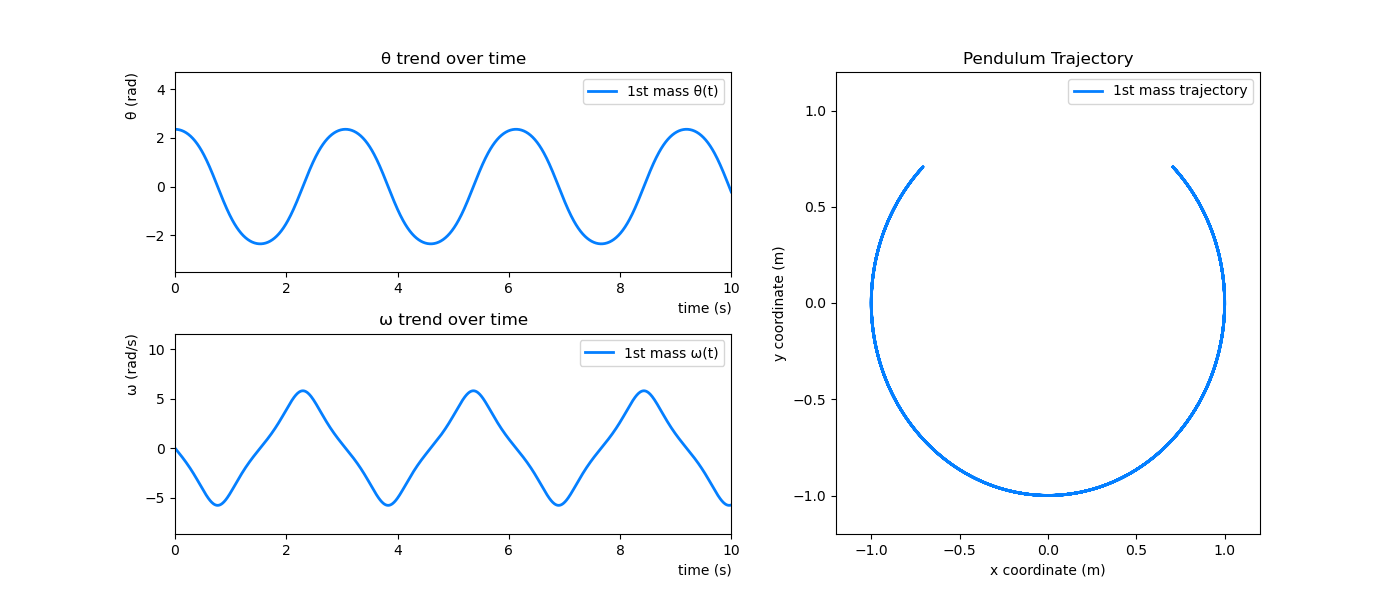 θ trend over time
θ (rad)
1st mass θ(t)
4
2
0
−2
0 2 4 6 8 10
time (s)
ω trend over time
ω (rad/s)
1st mass ω(t)
10
5
0
−5
0 2 4 6 8 10
time (s)
Pendulum Trajectory
1st mass trajectory
y coordinate (m)
1.0
0.5
0.0
−0.5
−1.0
−1.0 −0.5 0.0 0.5 1.0
x coordinate (m)